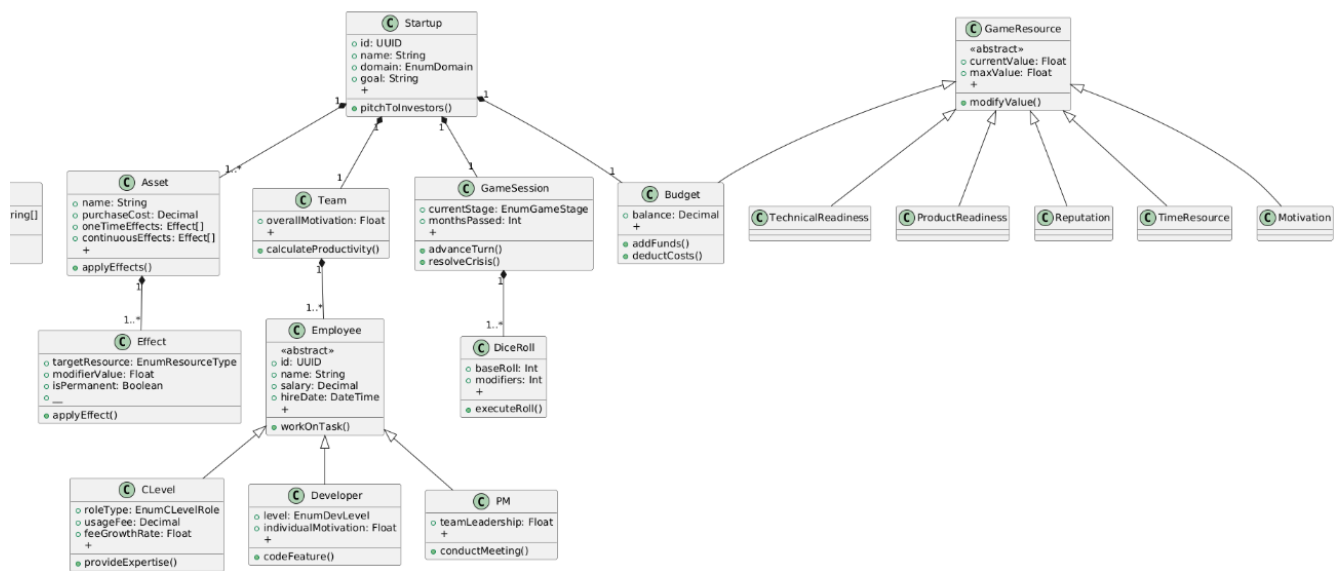 C Startup
id: UUID
name: String
domain: EnumDomain
goal: String
+
pitchToInvestors()
C GameResource
«abstract»
currentValue: Float
maxValue: Float
+
modifyValue()
1
1
1
1
1..*
1
1
1
ring[]
C Asset
name: String
purchaseCost: Decimal
oneTimeEffects: Effect[]
continuousEffects: Effect[]
+
applyEffects()
C Team
overallMotivation: Float
+
calculateProductivity()
C GameSession
currentStage: EnumGameStage
monthsPassed: Int
+
advanceTurn()
resolveCrisis()
C Budget
balance: Decimal
+
addFunds()
deductCosts()
C TechnicalReadiness
C ProductReadiness
C Reputation
C TimeResource
C Motivation
1
1..*
1
1..*
1
1..*
C Effect
targetResource: EnumResourceType
modifierValue: Float
isPermanent: Boolean
__
applyEffect()
C Employee
«abstract»
id: UUID
name: String
salary: Decimal
hireDate: DateTime
+
workOnTask()
C DiceRoll
baseRoll: Int
modifiers: Int
+
executeRoll()
C CLevel
roleType: EnumCLevelRole
usageFee: Decimal
feeGrowthRate: Float
+
provideExpertise()
C Developer
level: EnumDevLevel
individualMotivation: Float
+
codeFeature()
C PM
teamLeadership: Float
+
conductMeeting()